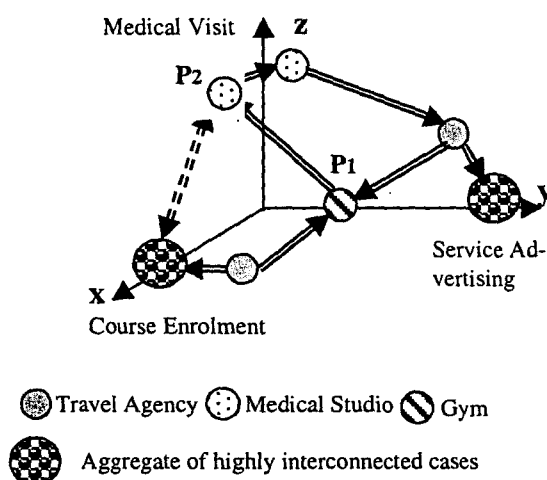 Medical Visit
Z
P2
P1
y
Service Ad-
vertising
X
Course Enrolment
Travel Agency
Medical Studio
Gym
Aggregate of highly interconnected cases